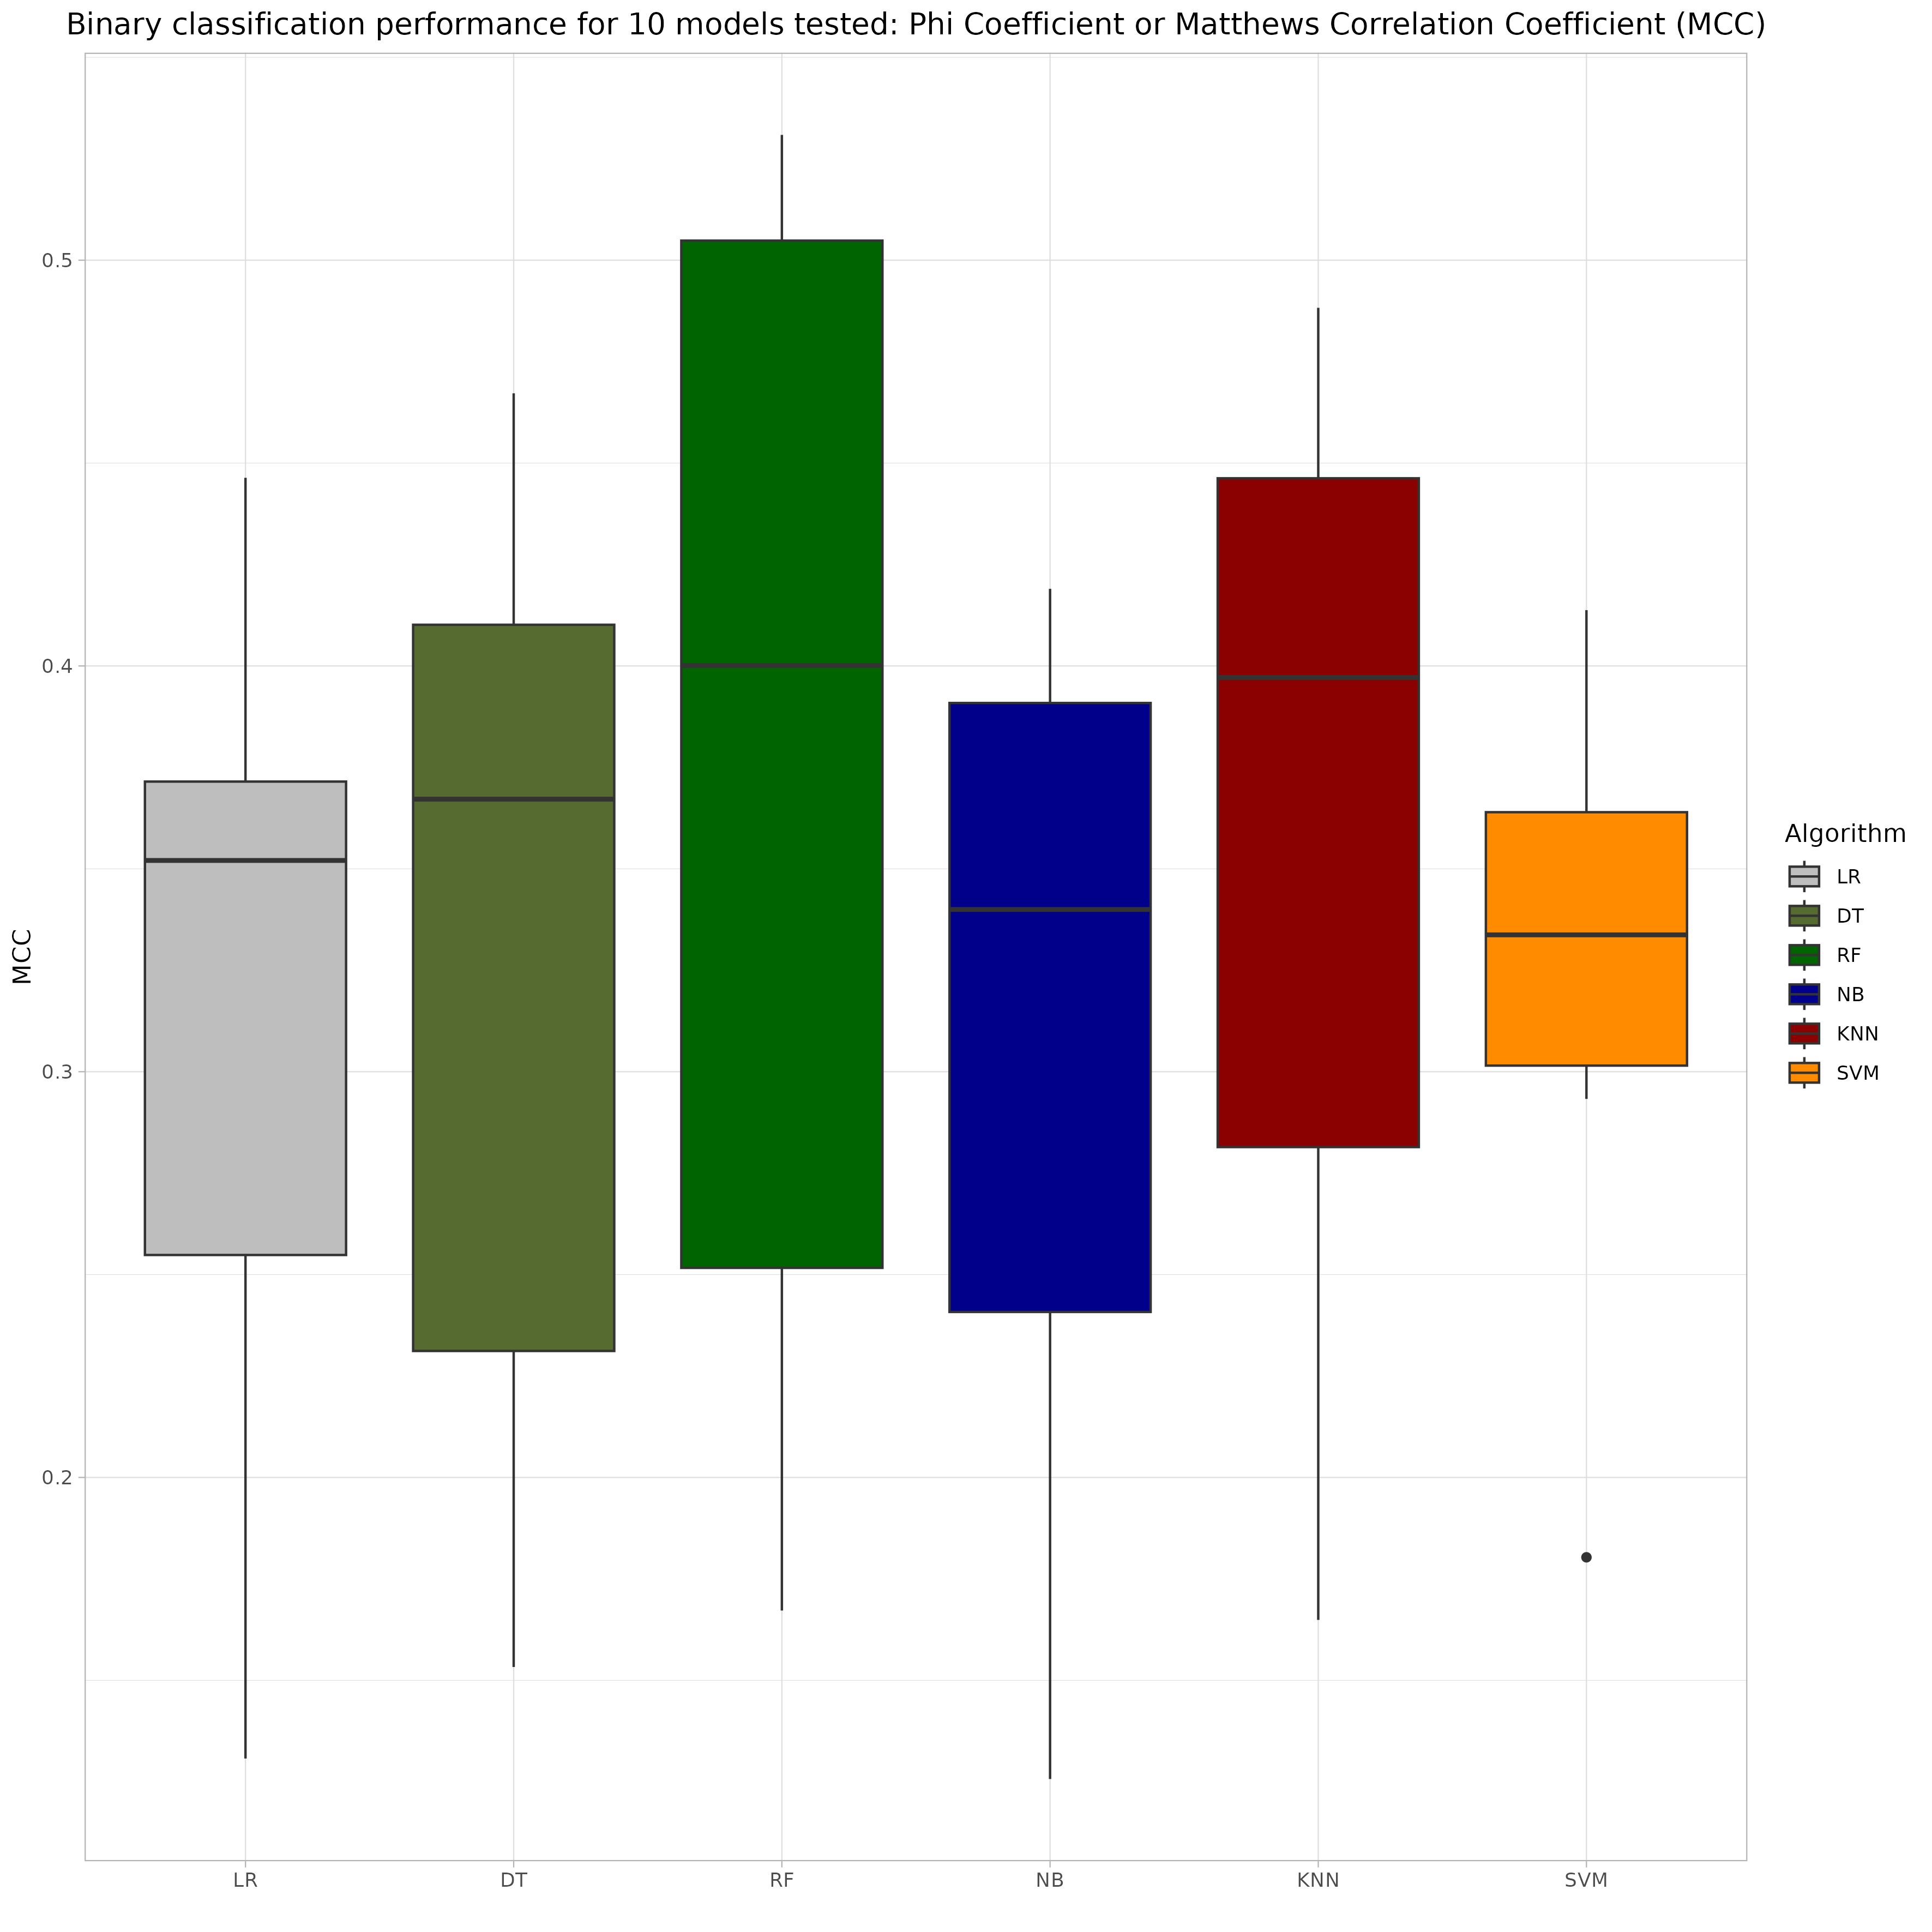 Binary classification performance for 10 models tested: Phi Coefficient or Matthews Correlation Coefficient (MCC)
MCC
0.5
0.4
0.3
0.2
LR DT RF NB KNN SVM
Algorithm
LR
DT
RF
NB
KNN
SVM